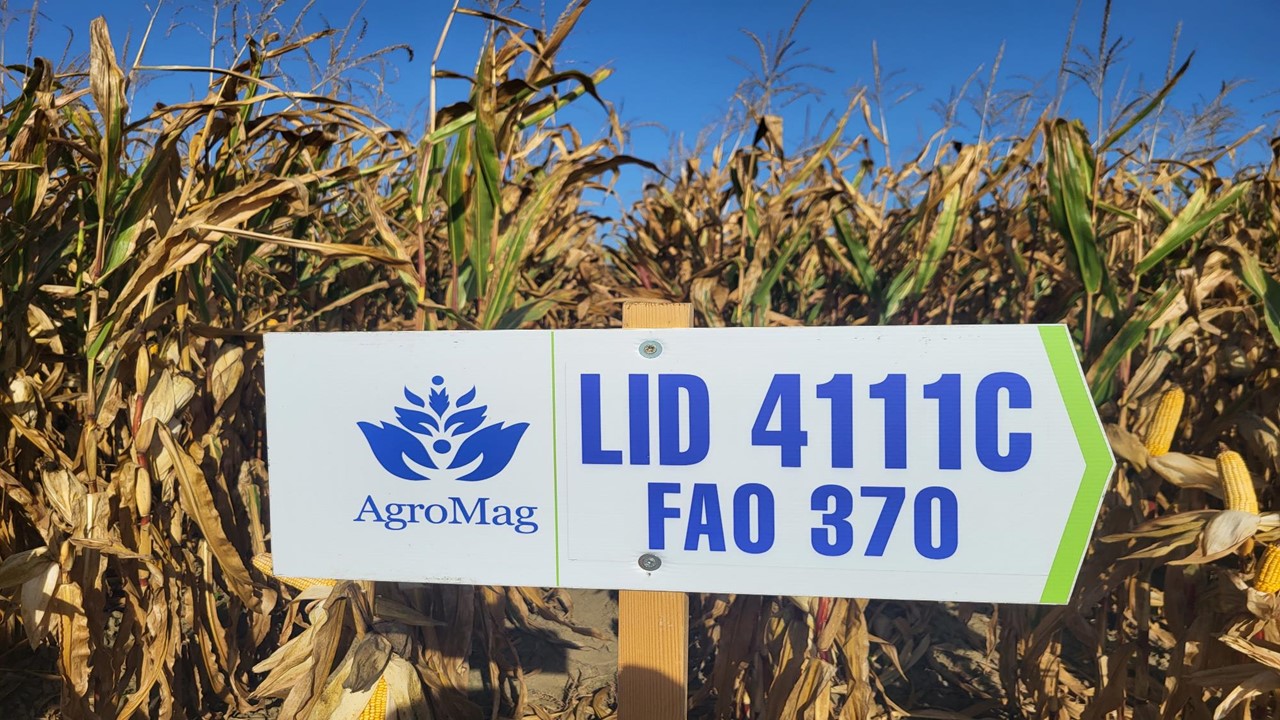 AgroMag
LID 4111C
FAO 370